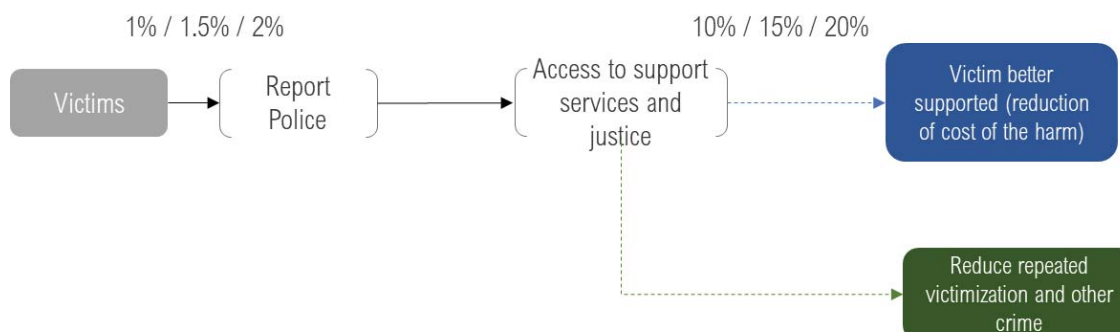 1% / 1.5% / 2%
10% / 15% / 20%
Victims
Report
Police
Access to support
services and
justice
Victim better
supported (reduction
of cost of the harm)
Reduce repeated
victimization and other
crime